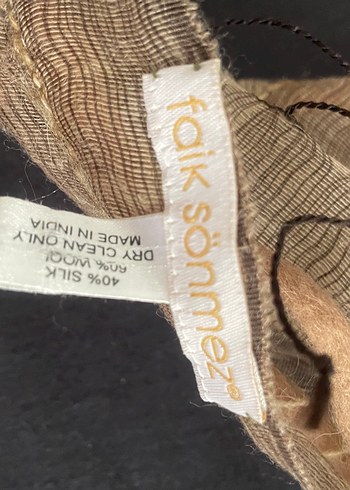 faik sönmez®
40% SILK
60% WOOL
DRY CLEAN ONLY
MADE IN INDIA